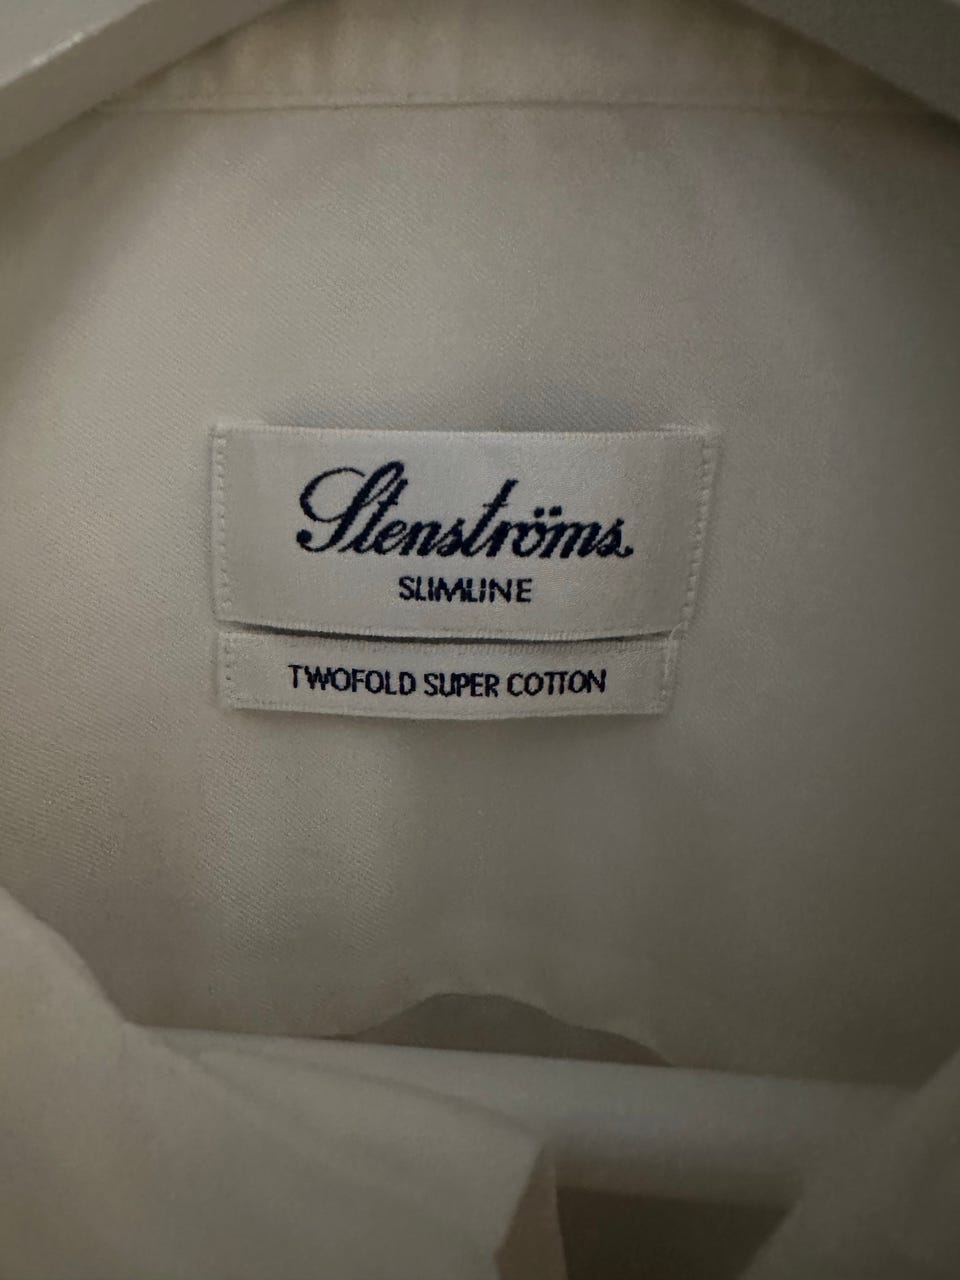 Stenströms
SLIMLINE
TWOFOLD SUPER COTTON